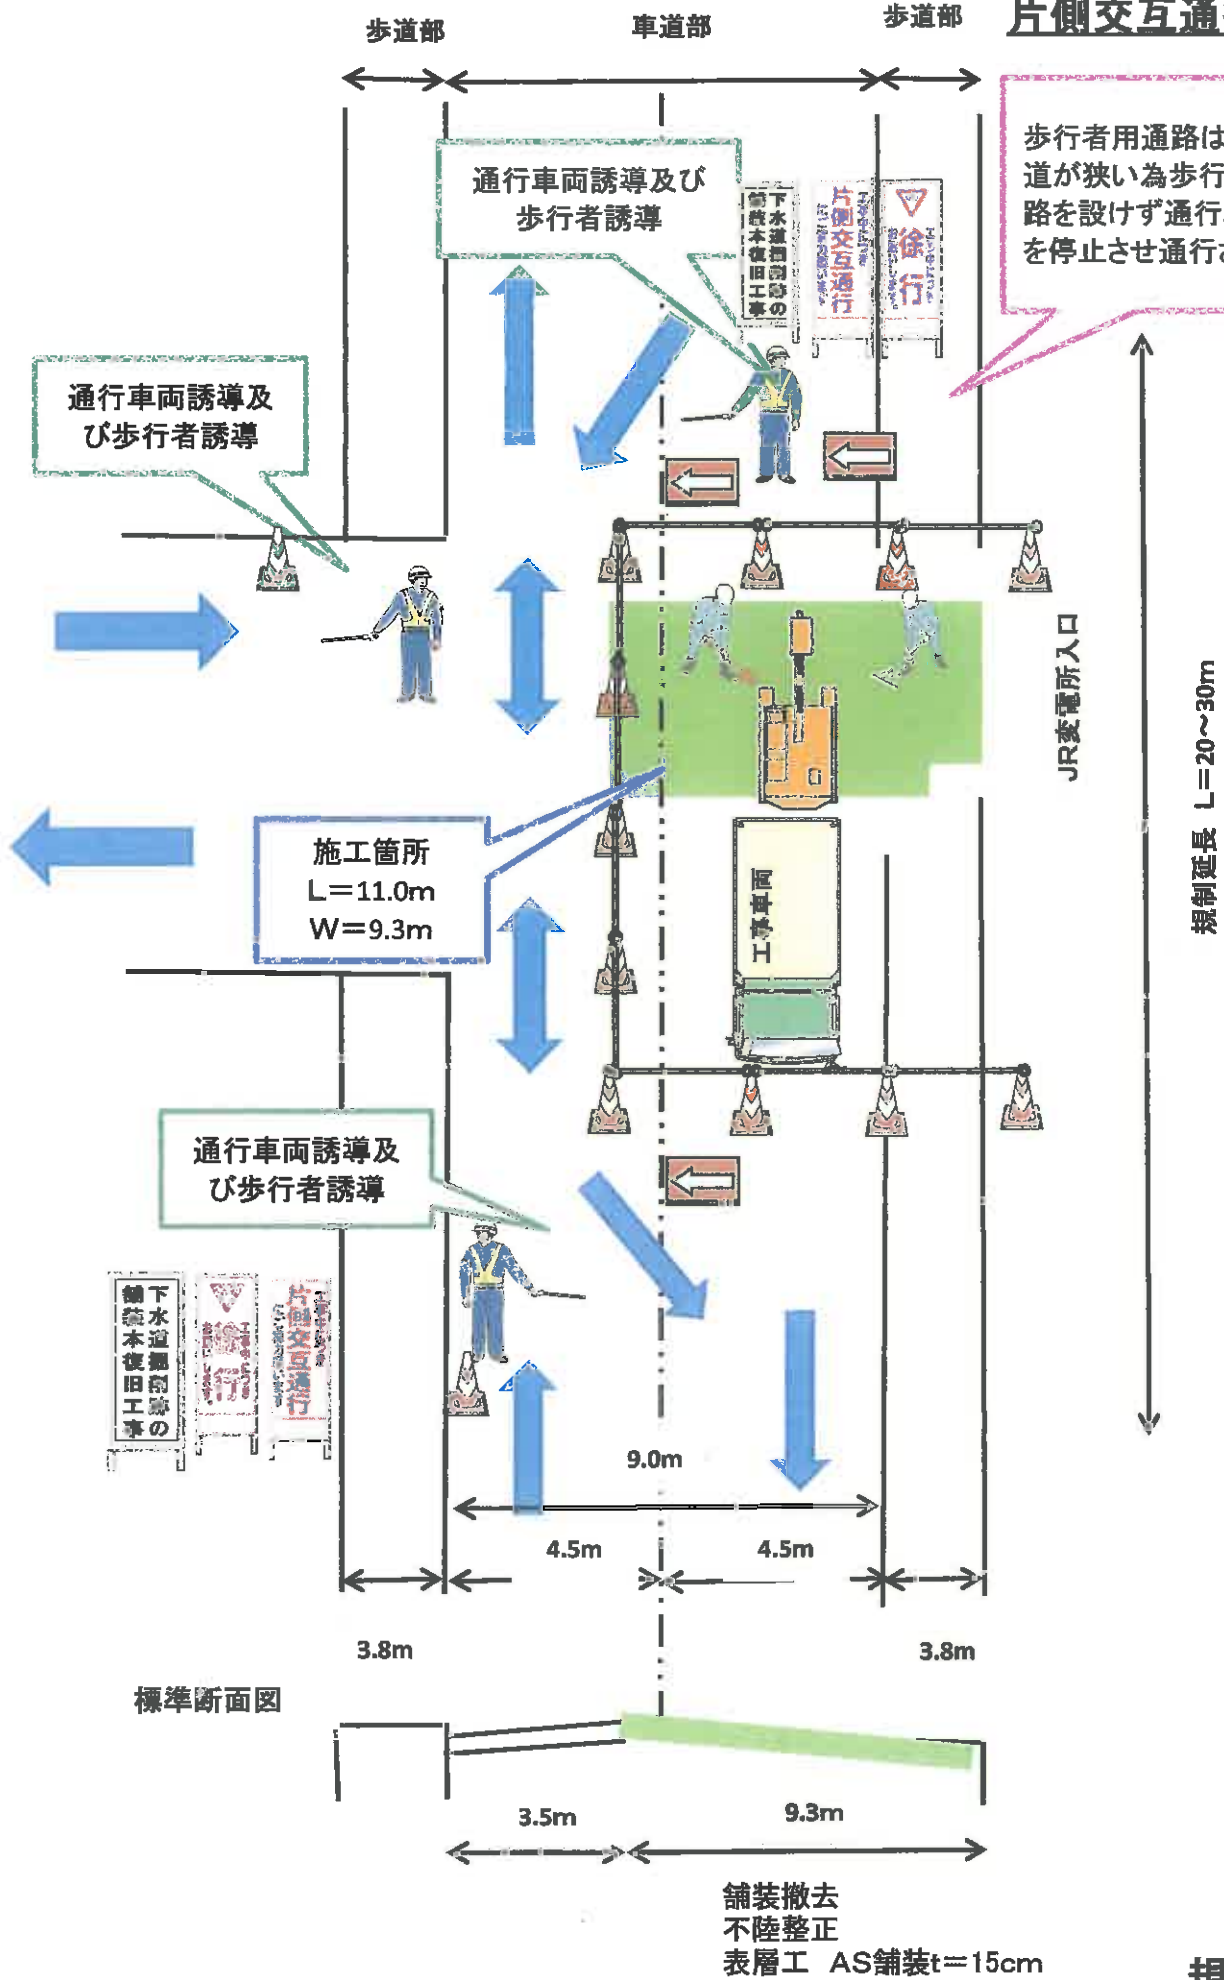 歩道部
車道部
歩道部
片側交互通
歩行者用通路は
道が狭い為歩行
路を設けず通行
を停止させ通行
通行車両誘導及び
歩行者誘導
下水道掘削跡の
舗装本復旧工事
片側交互通行
徐行
通行車両誘導及
び歩行者誘導
JR変電所入口
規制延長 L=20~30m
施工箇所
L=11.0m
W=9.3m
工事車両
通行車両誘導及
び歩行者誘導
下水道掘削跡の
舗装本復旧工事
徐行
片側交互通行
9.0m
4.5m
4.5m
3.8m
3.8m
標準断面図
3.5m
9.3m
舗装撤去
不陸整正
表層工 AS舗装t=15cm